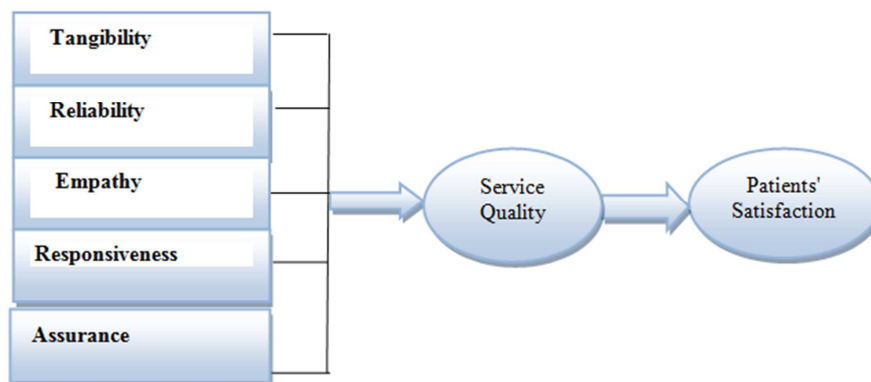 Tangibility
Reliability
Empathy
Responsiveness
Assurance
Service
Quality
Patients'
Satisfaction